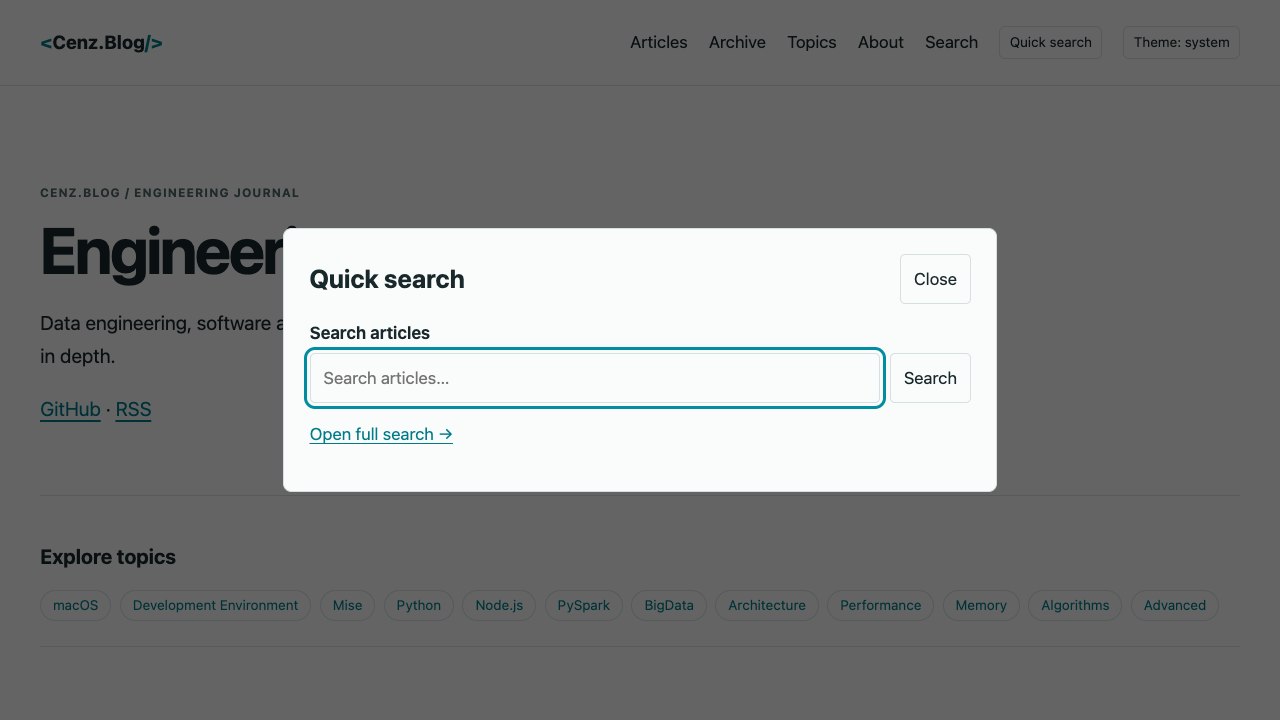 <Cenz.Blog/>
Articles Archive Topics About Search Quick search Theme: system
CENZ.BLOG / ENGINEERING JOURNAL
Data engineering, software
in depth.
GitHub · RSS
Quick search
Close
Search articles
Search articles...
Search
Open full search →
Explore topics
macOS Development Environment Mise Python Node.js PySpark BigData Architecture Performance Memory Algorithms Advanced